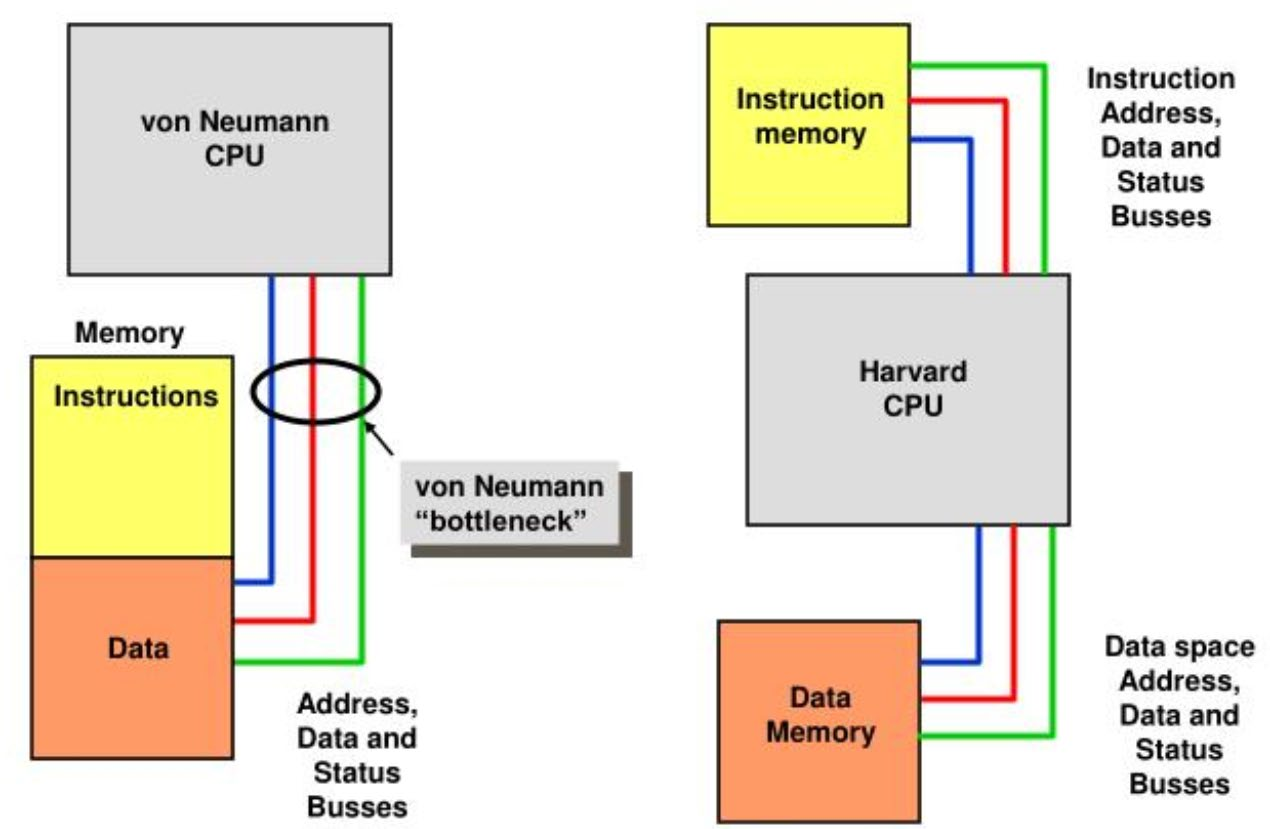 von Neumann
CPU
Memory
Instructions
von Neumann
“bottleneck”
Data
Address,
Data and
Status
Busses
Instruction
memory
Instruction
Address,
Data and
Status
Busses
Harvard
CPU
Data
Memory
Data space
Address,
Data and
Status
Busses